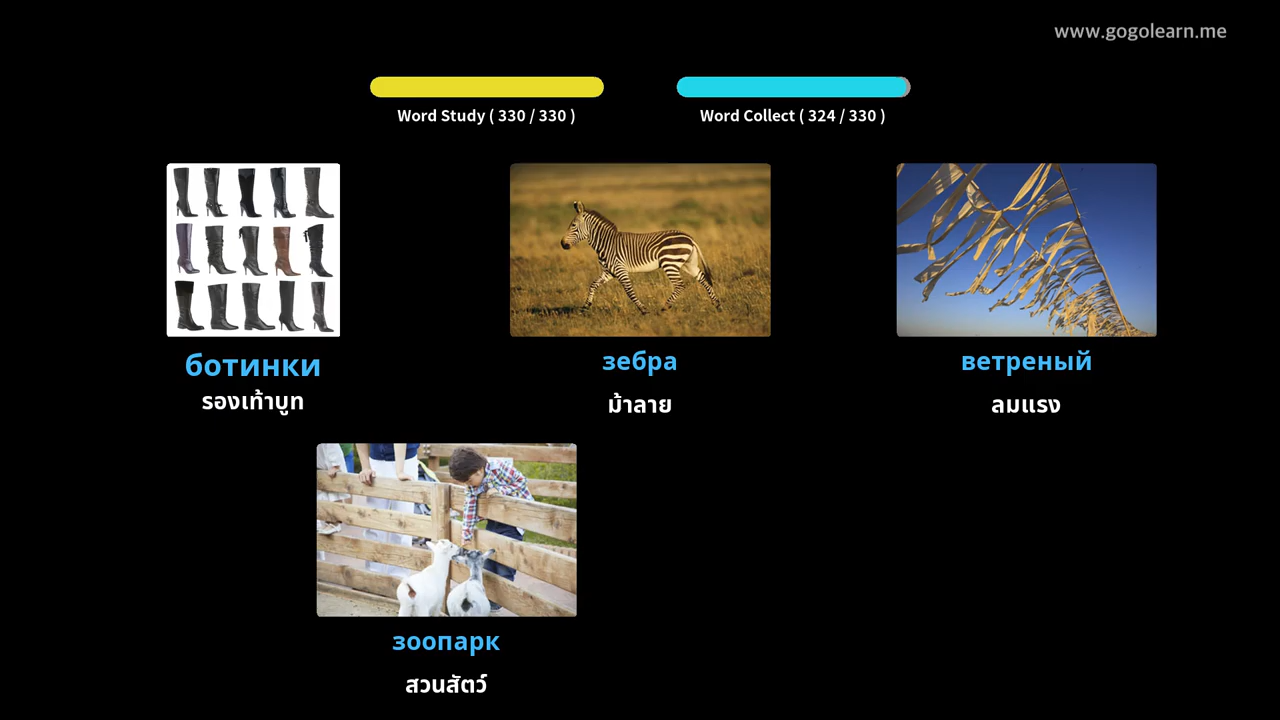 www.gogolearn.me
Word Study ( 330 / 330 )
Word Collect ( 324 / 330 )
ботинки
รองเท้าบูท
зебра
ม้าลาย
ветреный
ลมแรง
зоопарк
สวนสัตว์